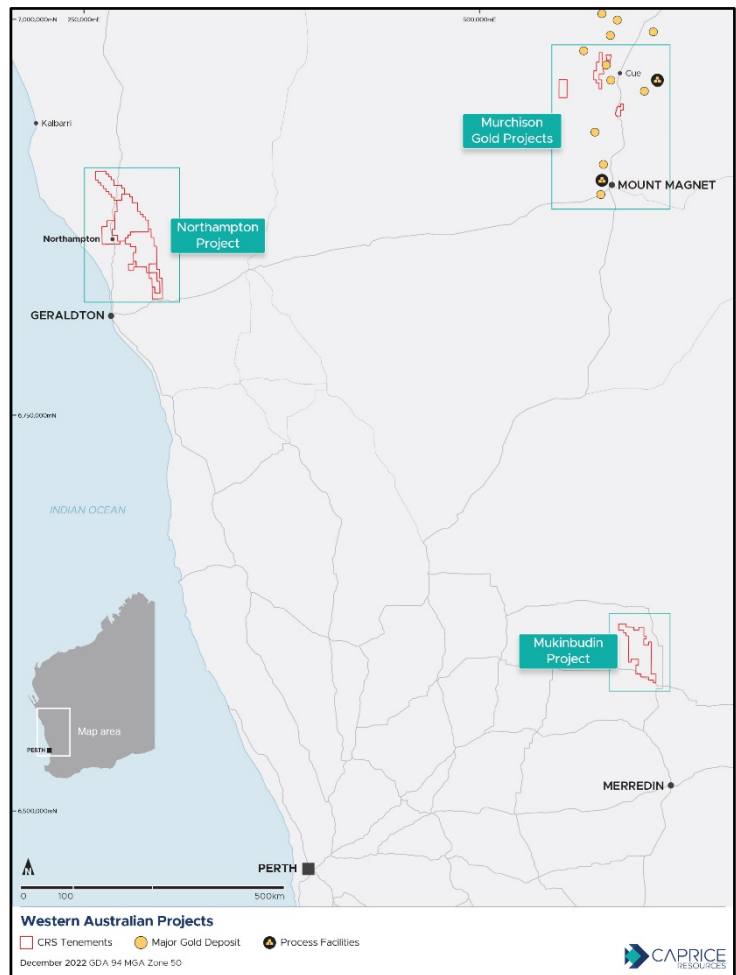 7,000,000mN
250,000mE
500,000mE
Kalbarri
Cue
Murchison
Gold Projects
MOUNT MAGNET
Northampton
Northampton
Project
GERALDTON
6,750,000mN
INDIAN OCEAN
Mukinbudin
Project
Map area
PERTH
MERREDIN
6,500,000mN
PERTH
N
0 100 500km
Western Australian Projects
CRS Tenements Major Gold Deposit Process Facilities
December 2022 GDA 94 MGA Zone 50
CAPRICE
RESOURCES